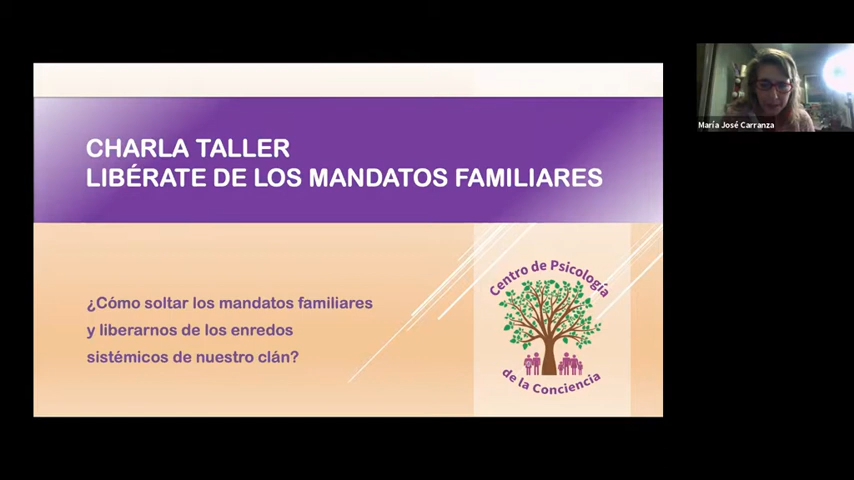 CHARLA TALLER
LIBÉRATE DE LOS MANDATOS FAMILIARES
¿Cómo soltar los mandatos familiares
y liberarnos de los enredos
sistémicos de nuestro clán?
Centro de Psicología
de la Conciencia
María José Carranza